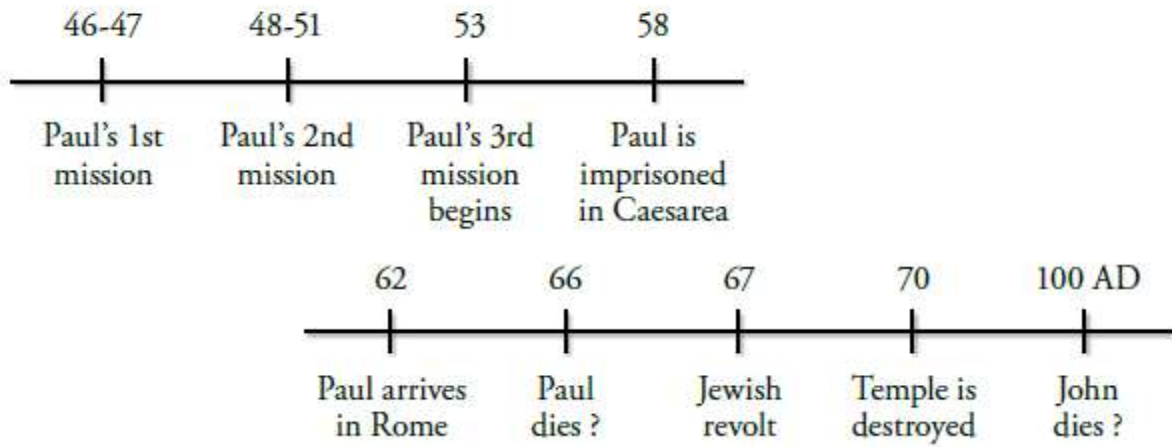 46-47 48-51 53 58
Paul's 1st Paul's 2nd Paul's 3rd Paul is
mission mission mission imprisoned
begins in Caesarea
62 66 67 70 100 AD
Paul arrives Paul Jewish Temple is John
in Rome dies ? revolt destroyed dies ?